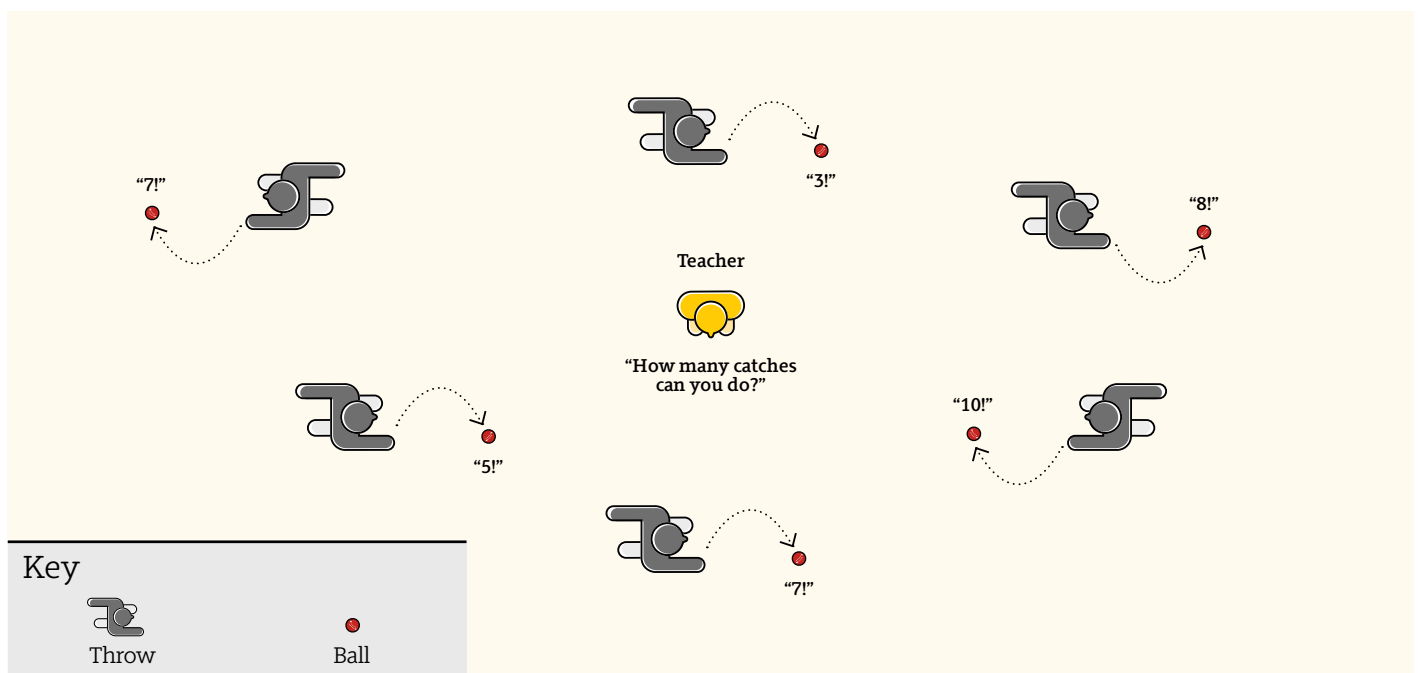 “3!”
“7!”
“8!”
Teacher
“How many catches
can you do?”
“10!”
“5!”
“7!”
Key
Throw
Ball